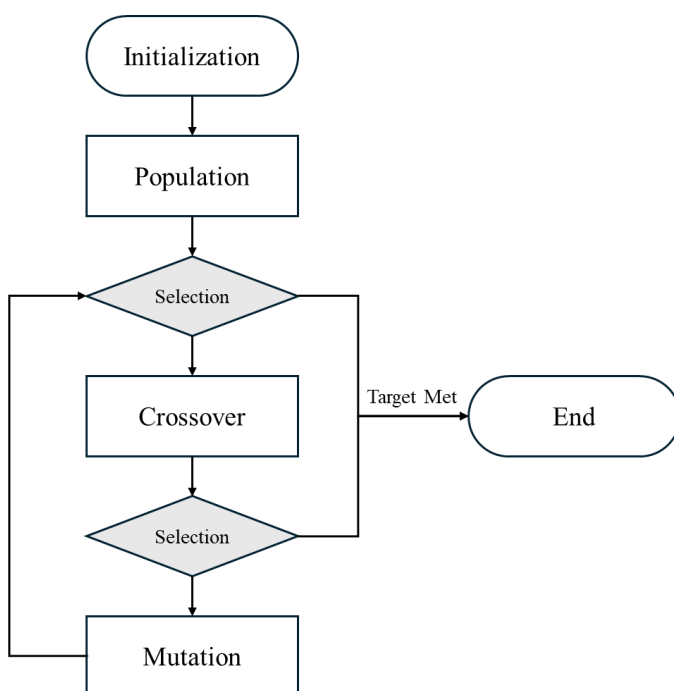 Initialization
Population
Selection
Crossover
Target Met
End
Selection
Mutation